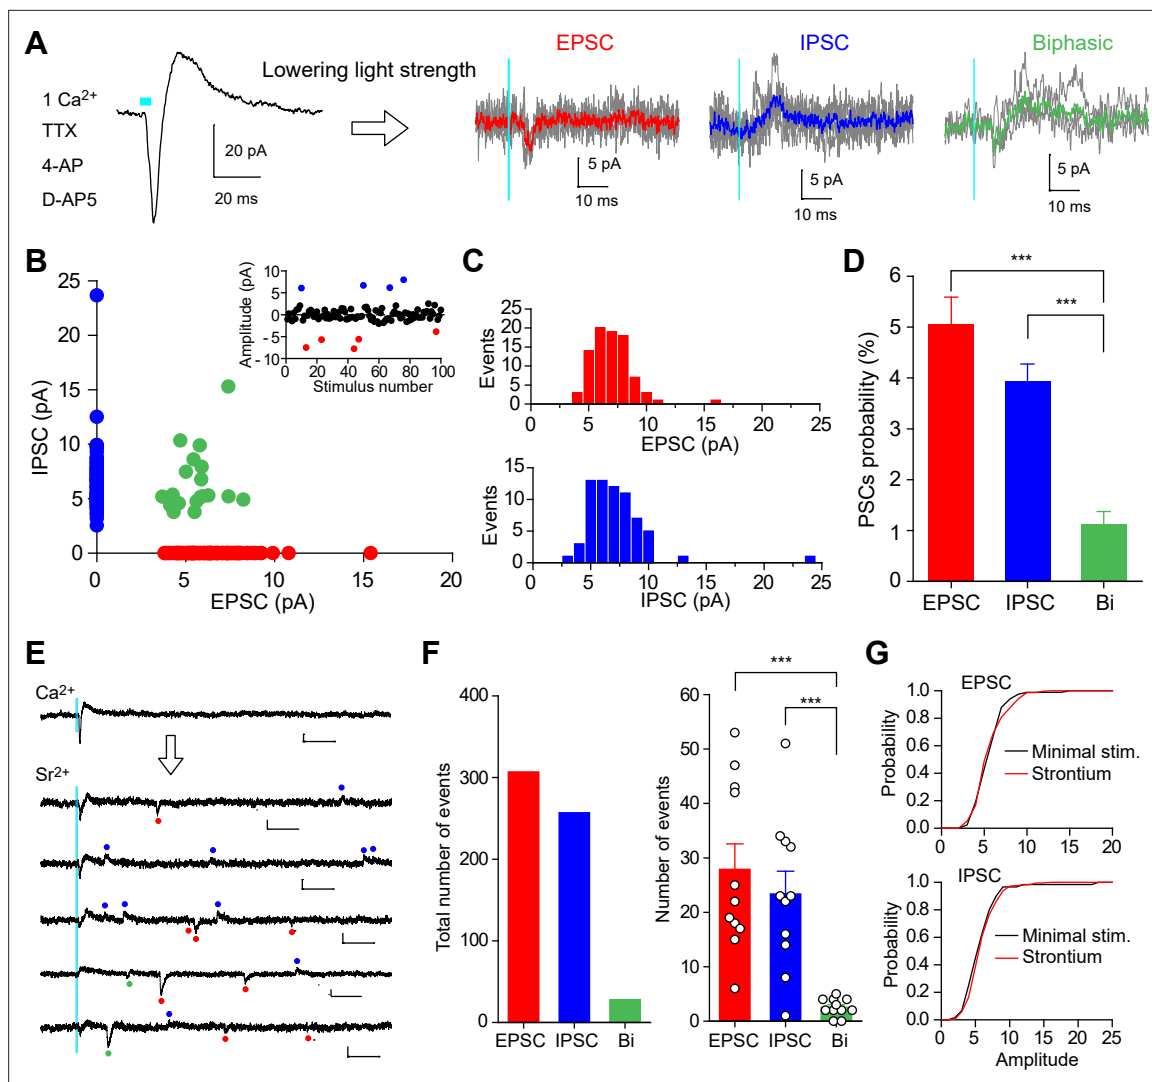 A
1 Ca2+
TTX
4-AP
D-AP5
20 pA
20 ms
Lowering light strength
EPSC
5 pA
10 ms
IPSC
5 pA
10 ms
Biphasic
5 pA
10 ms
B
IPSC (pA)
25
20
15
10
5
0
0 5 10 15 20
EPSC (pA)
Amplitude (pA)
10
5
0
- 5
- 10
0 20 40 60 80 100
Stimulus number
C
Events
25
20
15
10
5
0
0 5 10 15 20 25
EPSC (pA)
Events
15
10
5
0
0 5 10 15 20 25
IPSC (pA)
D
PSCs probability (%)
6
5
4
3
2
1
0
***
***
EPSC IPSC Bi
E
Ca2+
Sr2+
F
Total number of events
400
300
200
100
0
EPSC IPSC Bi
Number of events
60
50
40
30
20
10
0
***
***
EPSC IPSC Bi
G
EPSC
Probability
1.0
0.8
0.6
0.4
0.2
0.0
Minimal stim.
Strontium
0 5 10 15 20
IPSC
Probability
1.0
0.8
0.6
0.4
0.2
0.0
Minimal stim.
Strontium
0 5 10 15 20 25
Amplitude